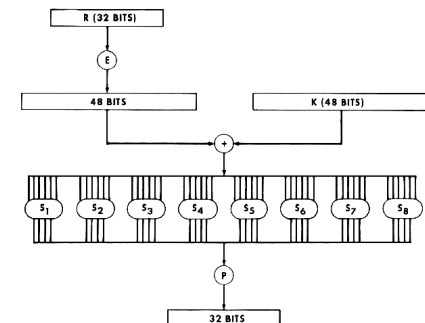 R (32 BITS)
E
48 BITS
K (48 BITS)
+
S1 S2 S3 S4 S5 S6 S7 S8
P
32 BITS